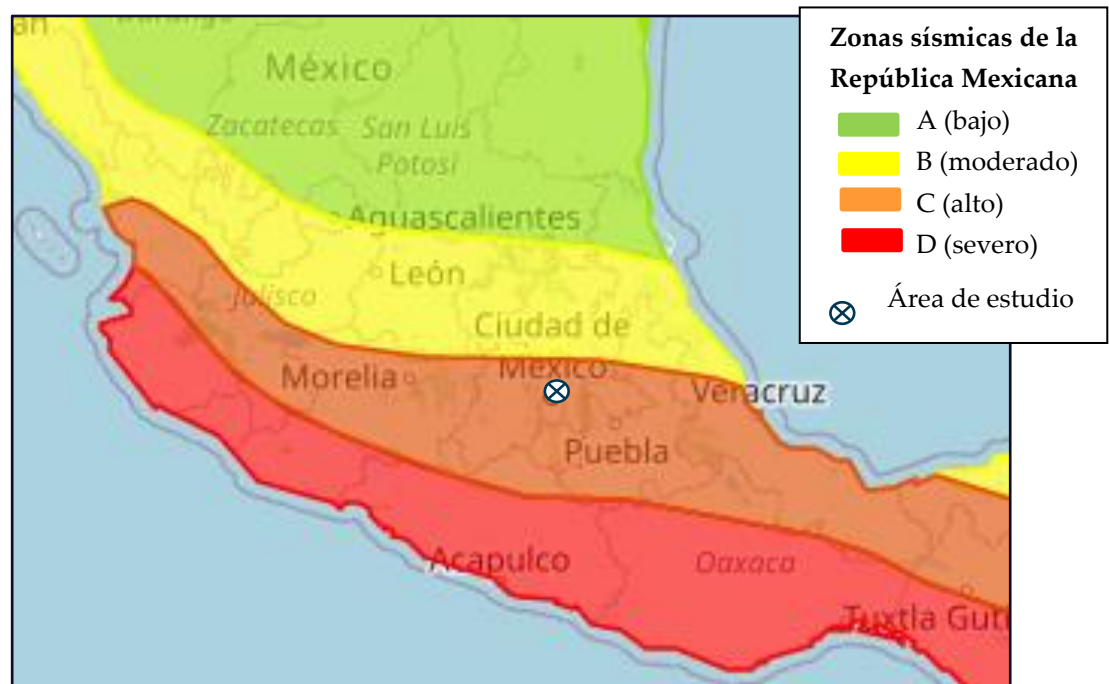 México
Zacatecas
San Luis
Potosí
Aguascalientes
León
Jalisco
Ciudad de
México
Morelia
Veracruz
Puebla
Acapulco
Oaxaca
Tuxtla Guti
Zonas sísmicas de la
República Mexicana
A (bajo)
B (moderado)
C (alto)
D (severo)
Área de estudio